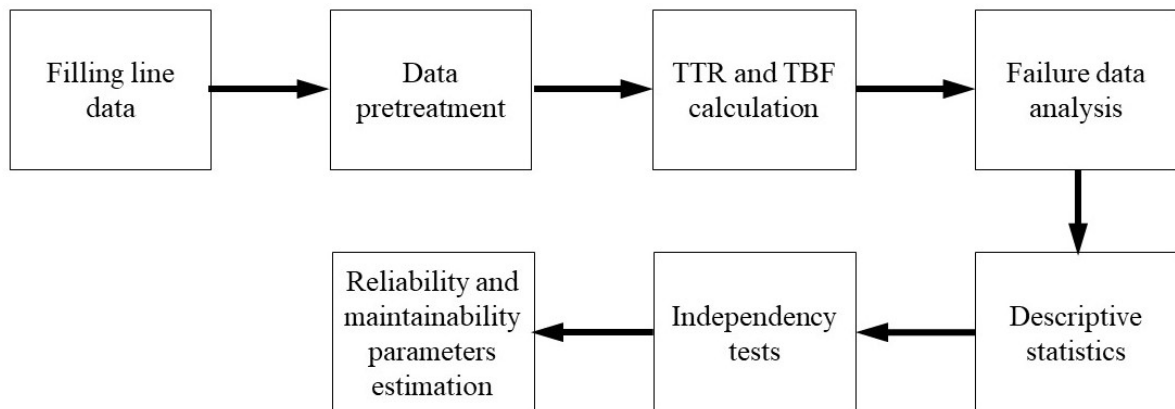 Filling line
data
Data
pretreatment
TTR and TBF
calculation
Failure data
analysis
Descriptive
statistics
Independency
tests
Reliability and
maintainability
parameters
estimation